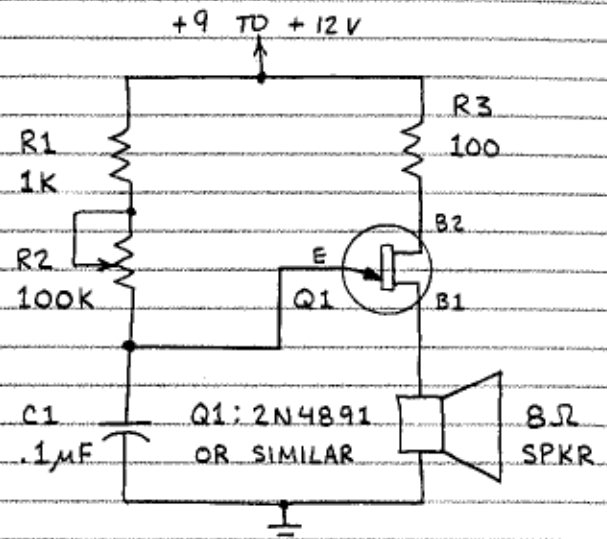 +9 TO +12V
R1
1K
R2
100K
R3
100
B2
E
Q1
B1
C1
.1µF
Q1: 2N4891
OR SIMILAR
8Ω
SPKR